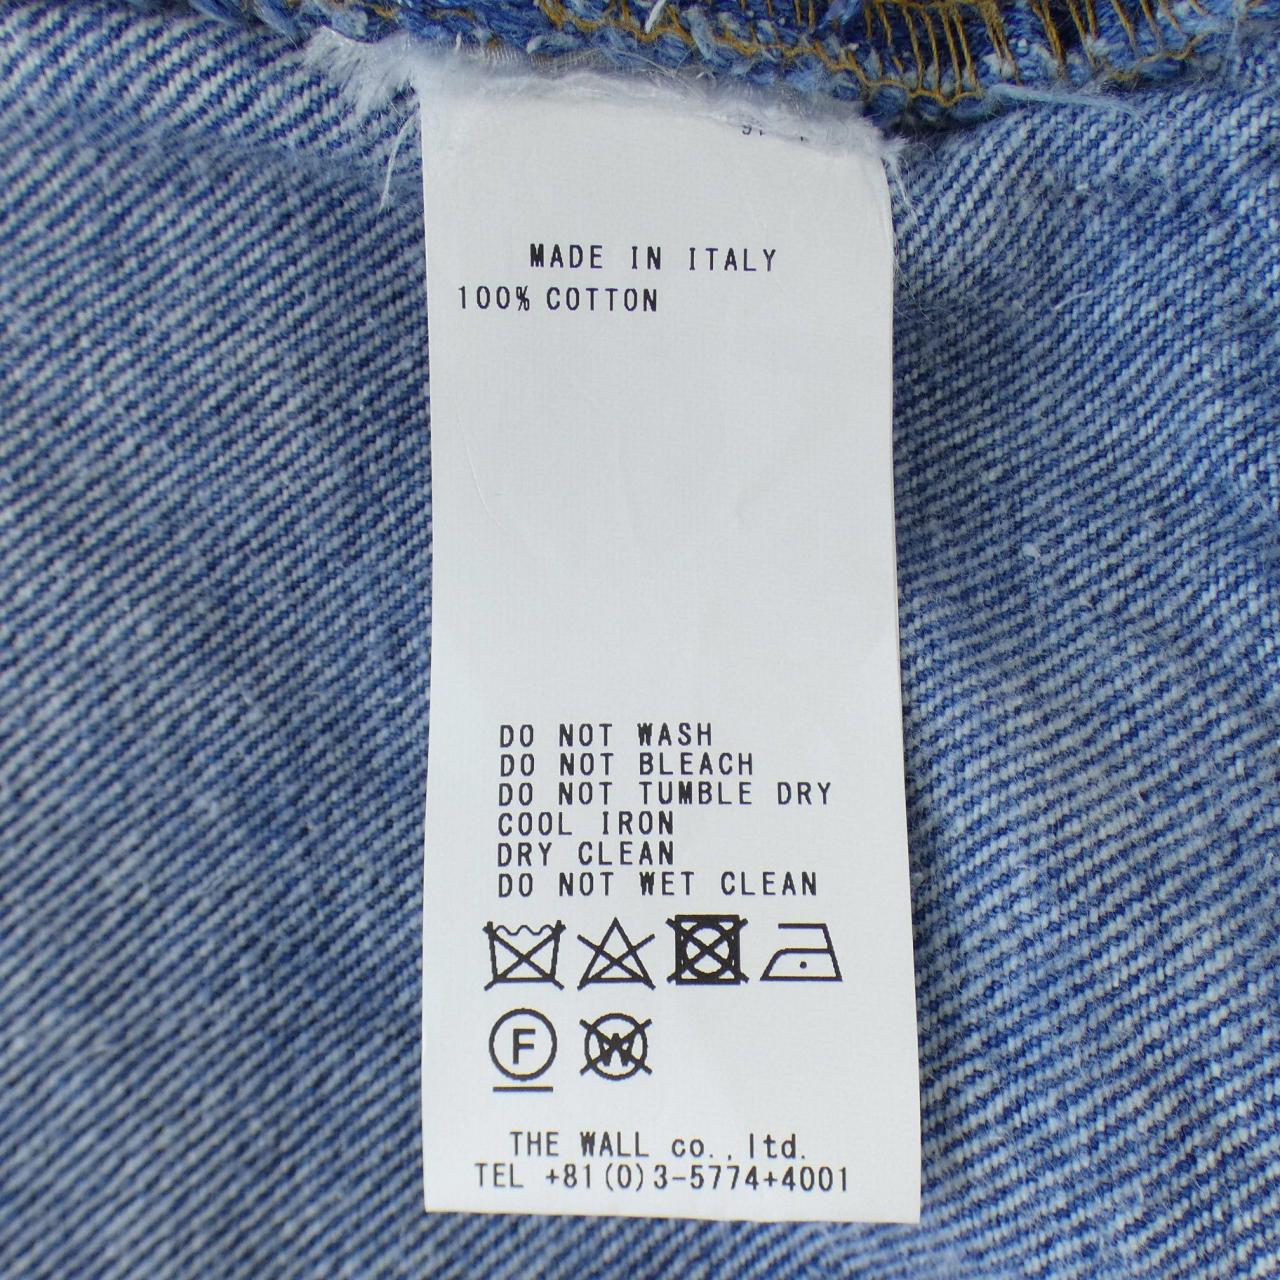 MADE IN ITALY
100% COTTON
DO NOT WASH
DO NOT BLEACH
DO NOT TUMBLE DRY
COOL IRON
DRY CLEAN
DO NOT WET CLEAN
F W
THE WALL co.,ltd.
TEL +81(0)3-5774+4001